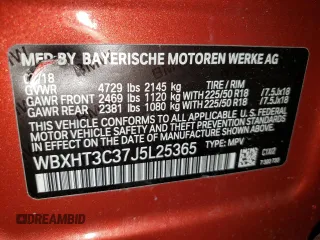 MFD BY BAYERISCHE MOTOREN WERKE AG
GVWR 4729 lbs 2145 kg TIRE / RIM
GAWR FRONT 2469 lbs 1120 kg WITH 225/50 R18 /7.5Jx18
GAWR REAR 2381 lbs 1080 kg WITH 225/50 R18 /7.5Jx18
THIS VEHICLE CONFORMS TO ALL APPLICABLE
FEDERAL MOTOR VEHICLE SAFETY, BUMPER,
AND THEFT PREVENTION STANDARDS IN
EFFECT ON THE DATE OF MANUFACTURE
SHOWN ABOVE.
WBXHT3C37J5L25365 TYPE: MPV